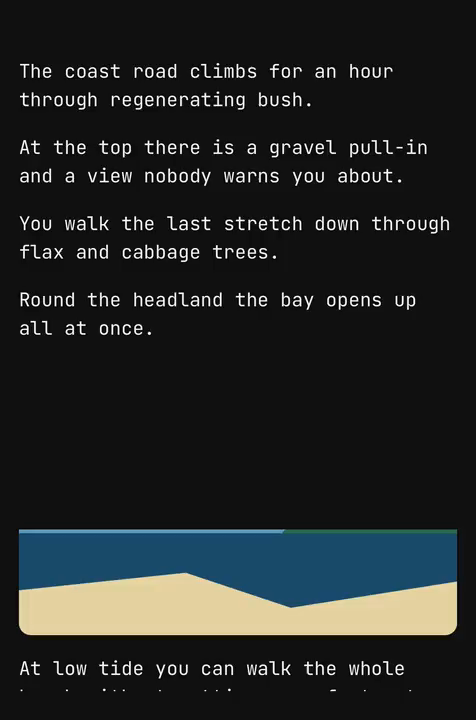 The coast road climbs for an hour
through regenerating bush.
At the top there is a gravel pull-in
and a view nobody warns you about.
You walk the last stretch down through
flax and cabbage trees.
Round the headland the bay opens up
all at once.
At low tide you can walk the whole